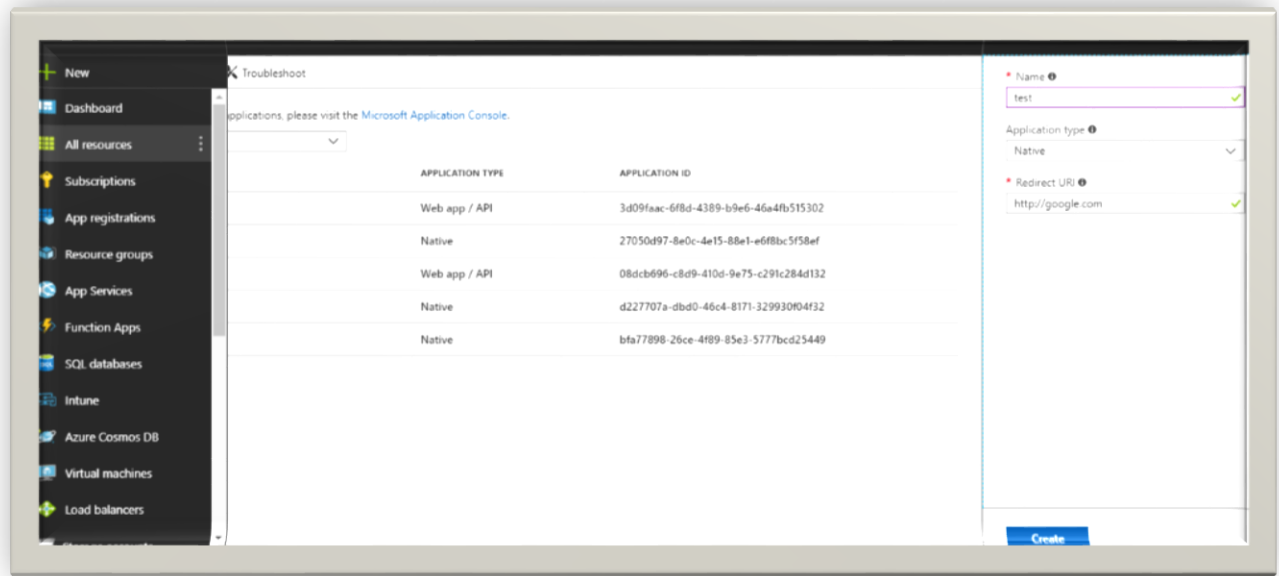 New
Dashboard
All resources
Subscriptions
App registrations
Resource groups
App Services
Function Apps
SQL databases
Intune
Azure Cosmos DB
Virtual machines
Load balancers
Troubleshoot
applications, please visit the Microsoft Application Console.
APPLICATION TYPE APPLICATION ID
Web app / API 3d09faac-6f8d-4389-b9e6-46a4fb515302
Native 27050d97-8e0c-4e15-88e1-e6f8bc5f58ef
Web app / API 08dcb696-c8d9-410d-9e75-c291c284d132
Native d227707a-dbd0-46c4-8171-329930f04f32
Native bfa77898-26ce-4f89-85e3-5777bcd25449
* Name
test
Application type
Native
* Redirect URI
http://google.com
Create